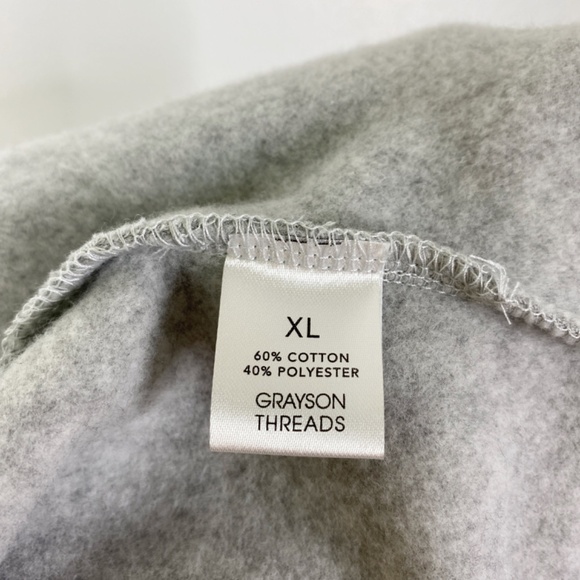 XL
60% COTTON
40% POLYESTER
GRAYSON
THREADS